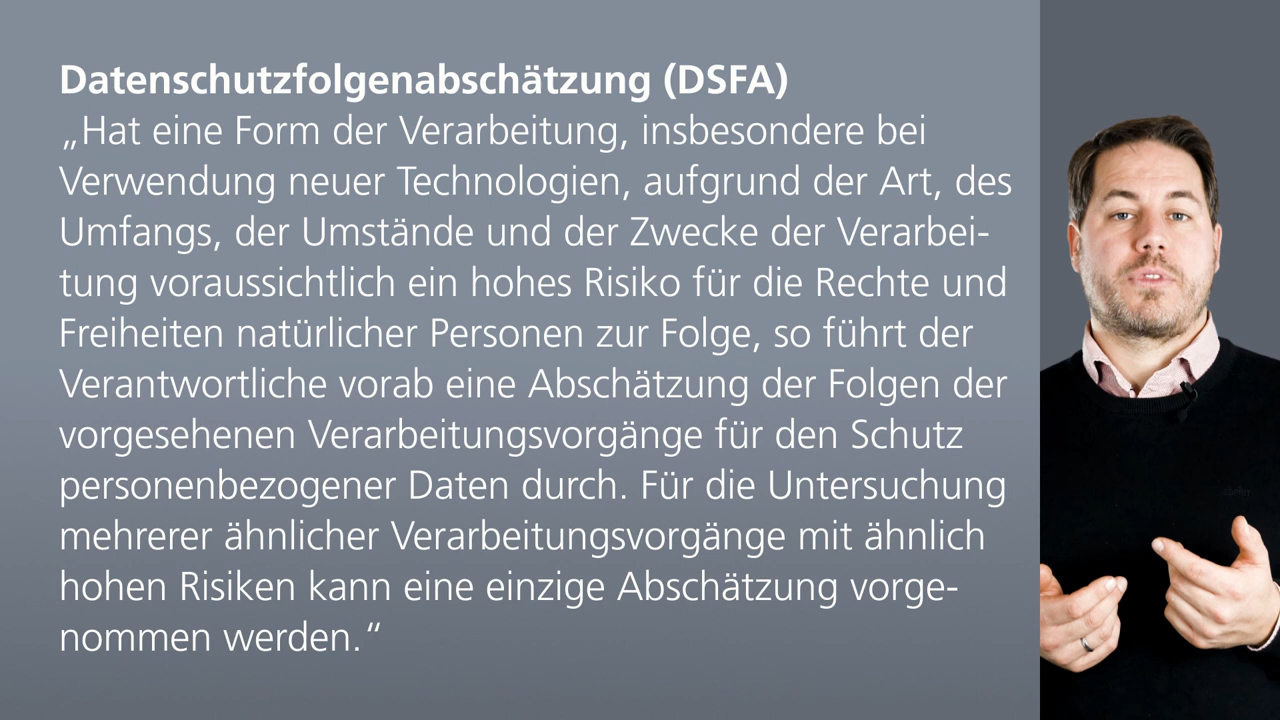 Datenschutzfolgenabschätzung (DSFA)
„Hat eine Form der Verarbeitung, insbesondere bei
Verwendung neuer Technologien, aufgrund der Art, des
Umfangs, der Umstände und der Zwecke der Verarbei-
tung voraussichtlich ein hohes Risiko für die Rechte und
Freiheiten natürlicher Personen zur Folge, so führt der
Verantwortliche vorab eine Abschätzung der Folgen der
vorgesehenen Verarbeitungsvorgänge für den Schutz
personenbezogener Daten durch. Für die Untersuchung
mehrerer ähnlicher Verarbeitungsvorgänge mit ähnlich
hohen Risiken kann eine einzige Abschätzung vorge-
nommen werden.“